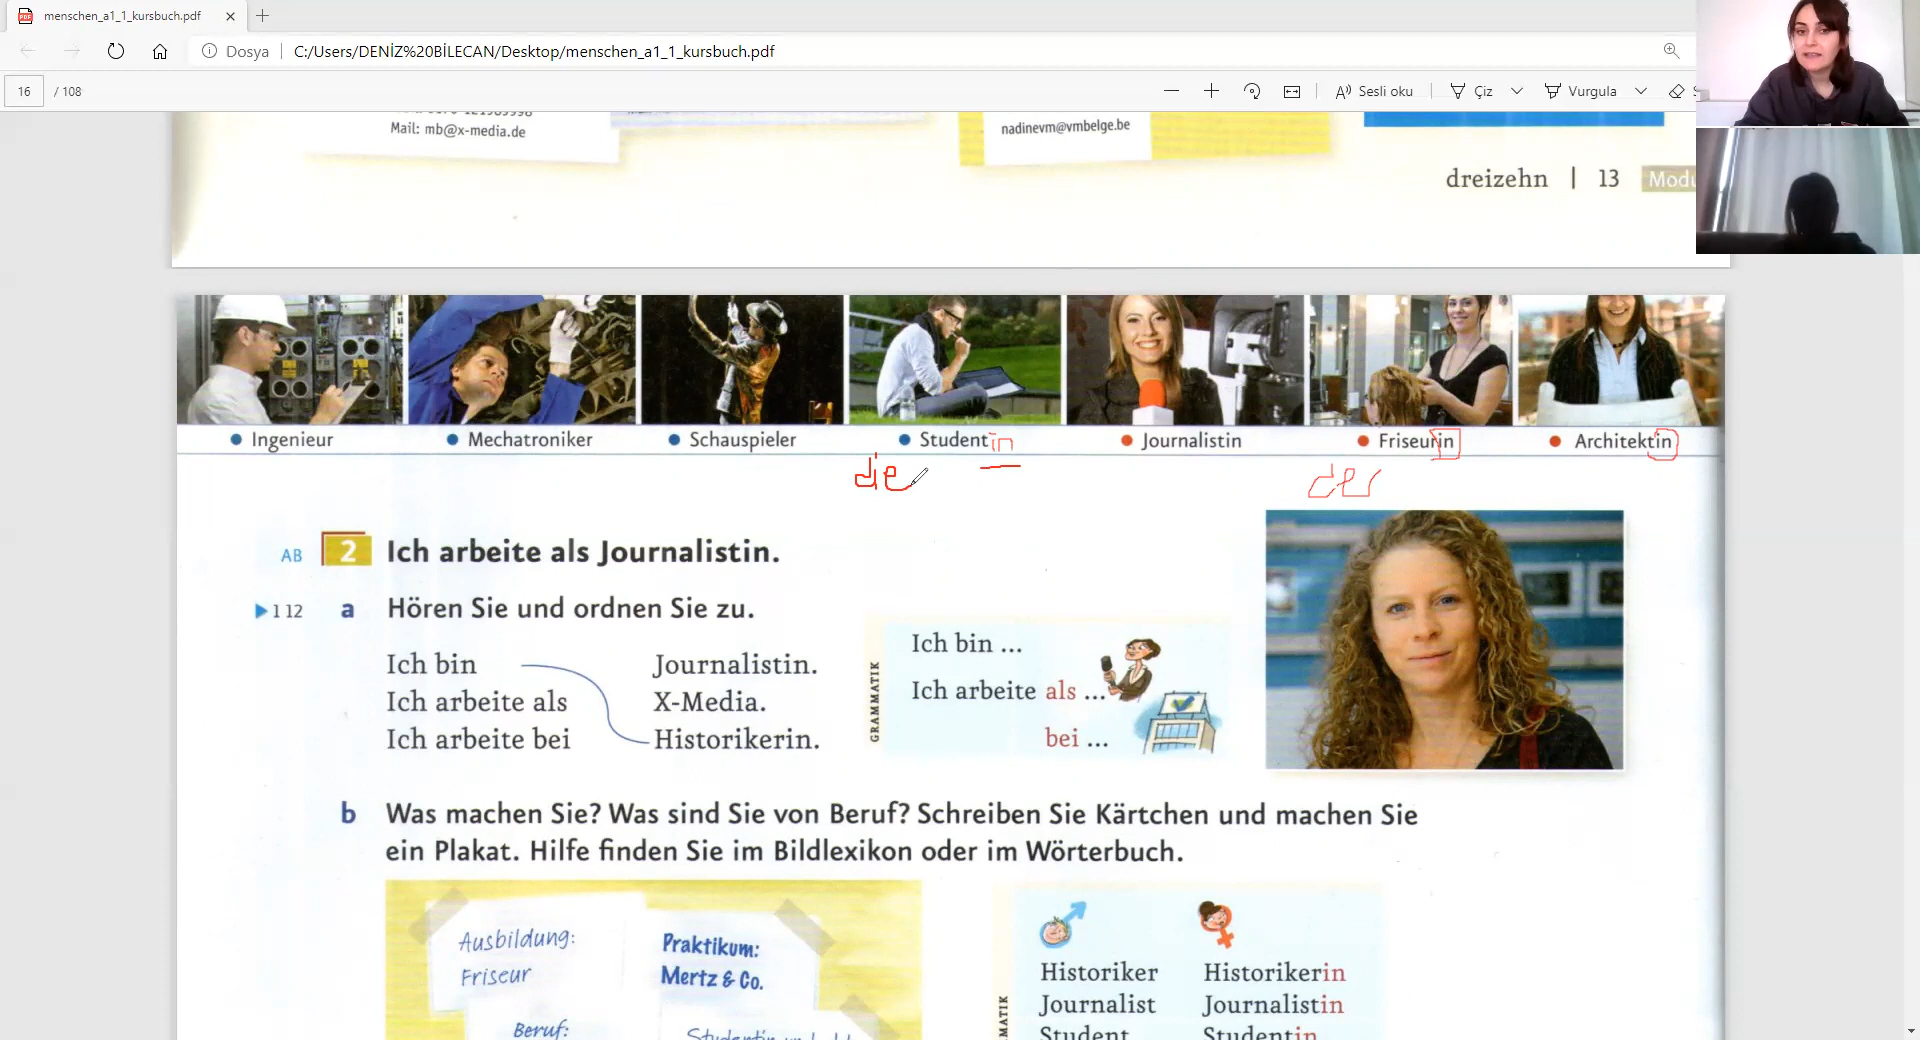 menschen_a1_1_kursbuch.pdf
Dosya C:/Users/DENİZ%20BİLECAN/Desktop/menschen_a1_1_kursbuch.pdf
16 / 108
Sesli oku Çiz Vurgula
Mail: mb@x-media.de
nadinevm@vmbelge.be
dreizehn | 13
Ingenieur Mechatroniker Schauspieler Studentin Journalistin Friseurin Architektin
die der
AB 2 Ich arbeite als Journalistin.
1 12 a Hören Sie und ordnen Sie zu.
Ich bin Journalistin.
Ich arbeite als X-Media.
Ich arbeite bei Historikerin.
GRAMMATIK
Ich bin ...
Ich arbeite als ...
bei ...
b Was machen Sie? Was sind Sie von Beruf? Schreiben Sie Kärtchen und machen Sie
ein Plakat. Hilfe finden Sie im Bildlexikon oder im Wörterbuch.
Ausbildung:
Friseur
Praktikum:
Mertz & Co.
Beruf:
Historiker Historikerin
Journalist Journalistin
Student Studentin